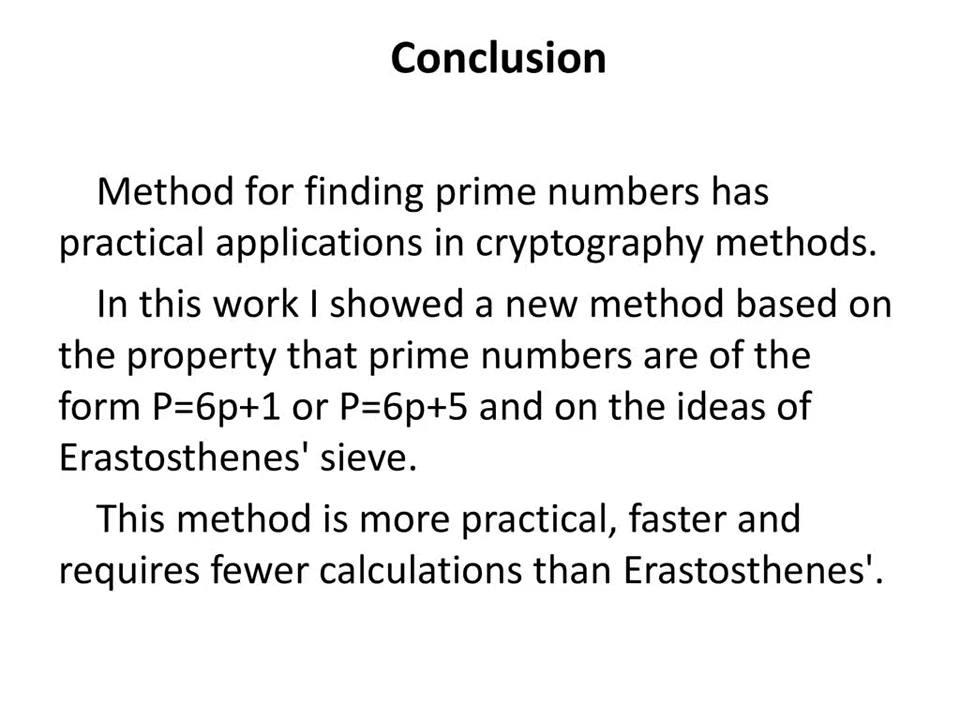 Conclusion
Method for finding prime numbers has
practical applications in cryptography methods.
In this work I showed a new method based on
the property that prime numbers are of the
form P=6p+1 or P=6p+5 and on the ideas of
Erastosthenes' sieve.
This method is more practical, faster and
requires fewer calculations than Erastosthenes'.